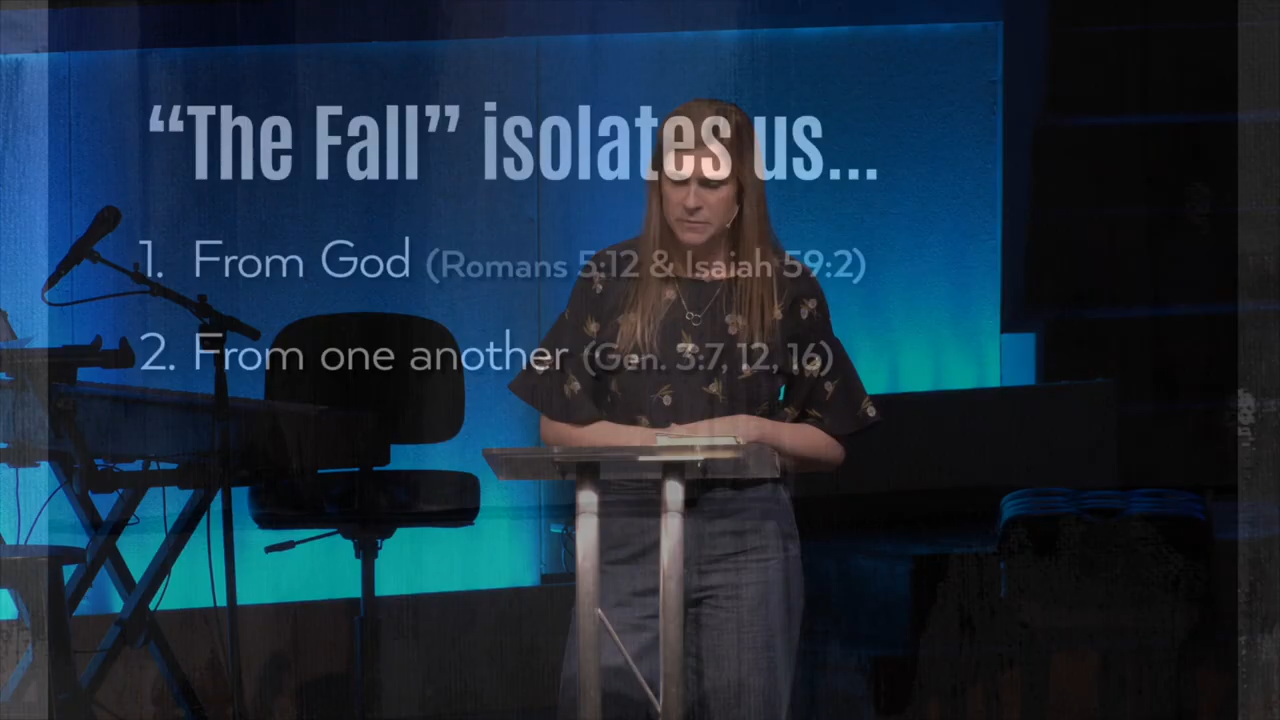 “The Fall” isolates us...
1. From God (Romans 5:12 & Isaiah 59:2)
2. From one another (Gen. 3:7, 12, 16)